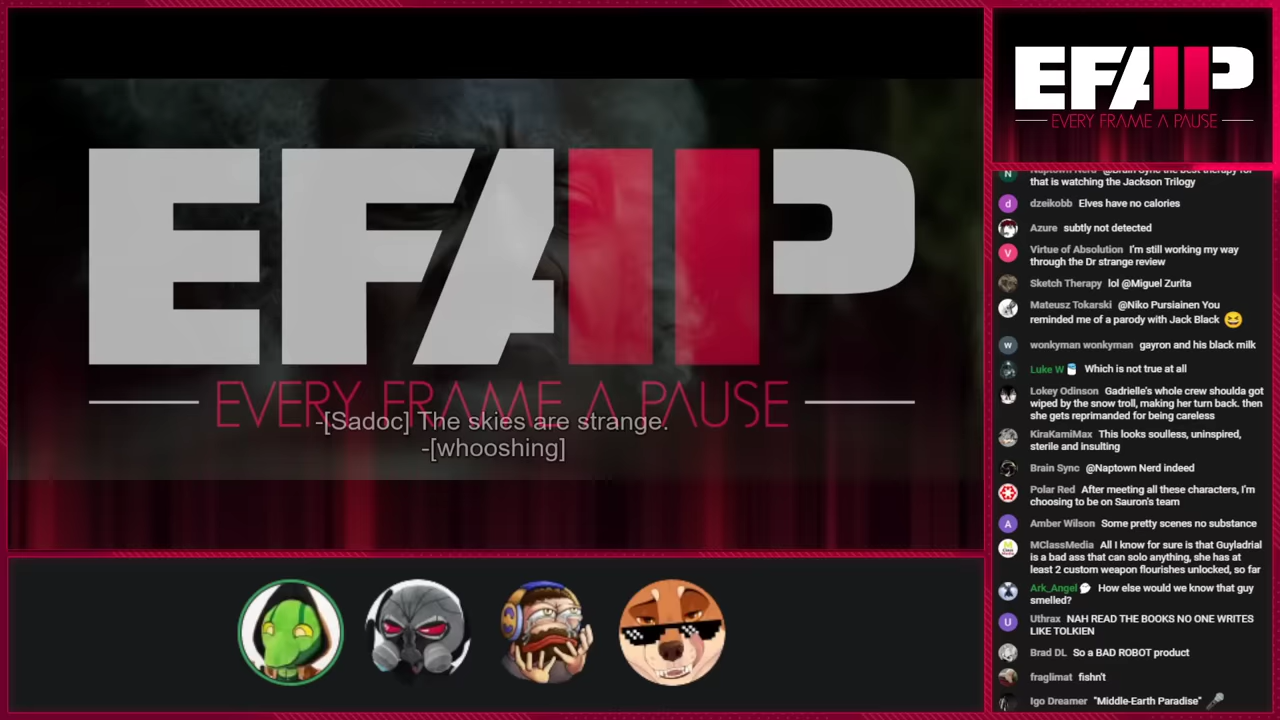 EFAP
EVERY FRAME A PAUSE
-[Sadoc] The skies are strange.
-[whooshing]
EFAP
EVERY FRAME A PAUSE
that is watching the Jackson Trilogy
dzeikobb Elves have no calories
Azure subtly not detected
Virtue of Absolution I'm still working my way
through the Dr strange review
Sketch Therapy lol @Miguel Zurita
Mateusz Tokarski @Niko Pursiainen You
reminded me of a parody with Jack Black 😆
wonkyman wonkyman gayron and his black milk
Luke W Which is not true at all
Lokey Odinson Gadrielle's whole crew shoulda got
wiped by the snow troll, making her turn back. then
she gets reprimanded for being careless
KiraKamiMax This looks soulless, uninspired,
sterile and insulting
Brain Sync @Naptown Nerd indeed
Polar Red After meeting all these characters, I'm
choosing to be on Sauron's team
Amber Wilson Some pretty scenes no substance
MClassMedia All I know for sure is that Guyladrial
is a bad ass that can solo anything, she has at
least 2 custom weapon flourishes unlocked, so far
Ark_Angel How else would we know that guy
smelled?
Uthrax NAH READ THE BOOKS NO ONE WRITES
LIKE TOLKIEN
Brad DL So a BAD ROBOT product
fraglimat fishn't
Igo Dreamer "Middle-Earth Paradise" 🎤